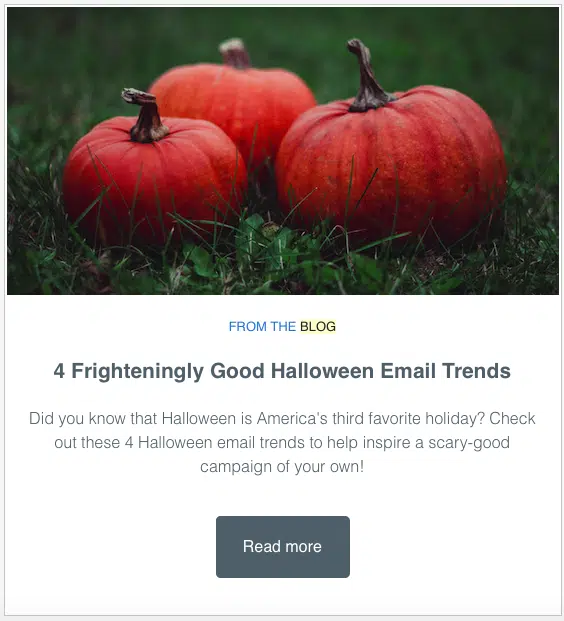 FROM THE BLOG
4 Frighteningly Good Halloween Email Trends
Did you know that Halloween is America's third favorite holiday? Check
out these 4 Halloween email trends to help inspire a scary-good
campaign of your own!
Read more